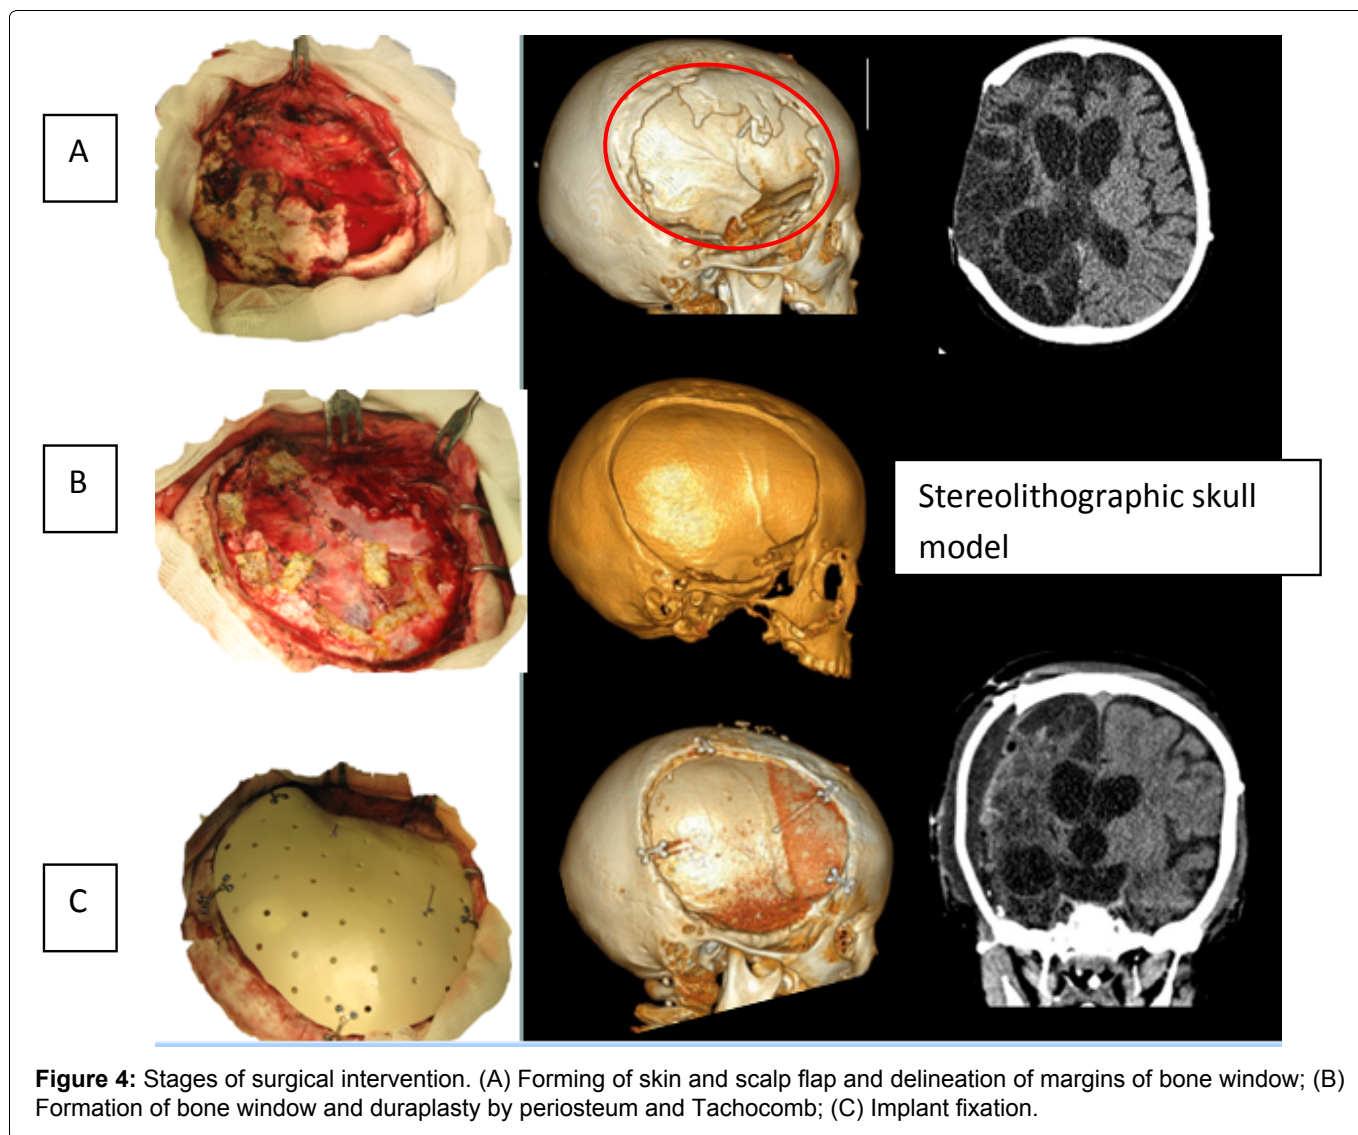 A
B
Stereolithographic skull
model
C
Figure 4: Stages of surgical intervention. (A) Forming of skin and scalp flap and delineation of margins of bone window; (B)
Formation of bone window and duraplasty by periosteum and Tachocomb; (C) Implant fixation.